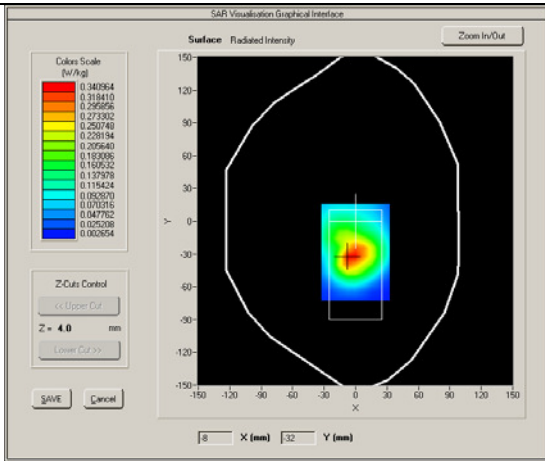 SAR Visualisation Graphical Interface
Surface Radiated Intensity
Zoom In/Out
Colors Scale
(W/kg)
0.340964
0.318410
0.295856
0.273302
0.250748
0.228194
0.205640
0.183086
0.160532
0.137978
0.115424
0.092870
0.070316
0.047762
0.025208
0.002654
Z-Cuts Control
<< Upper Cut
Z = 4.0 mm
Lower Cut >>
SAVE Cancel
150
120
90
60
30
0
-30
-60
-90
-120
-150
Y
-150 -120 -90 -60 -30 0 30 60 90 120 150
X
-8 X (mm) -32 Y (mm)